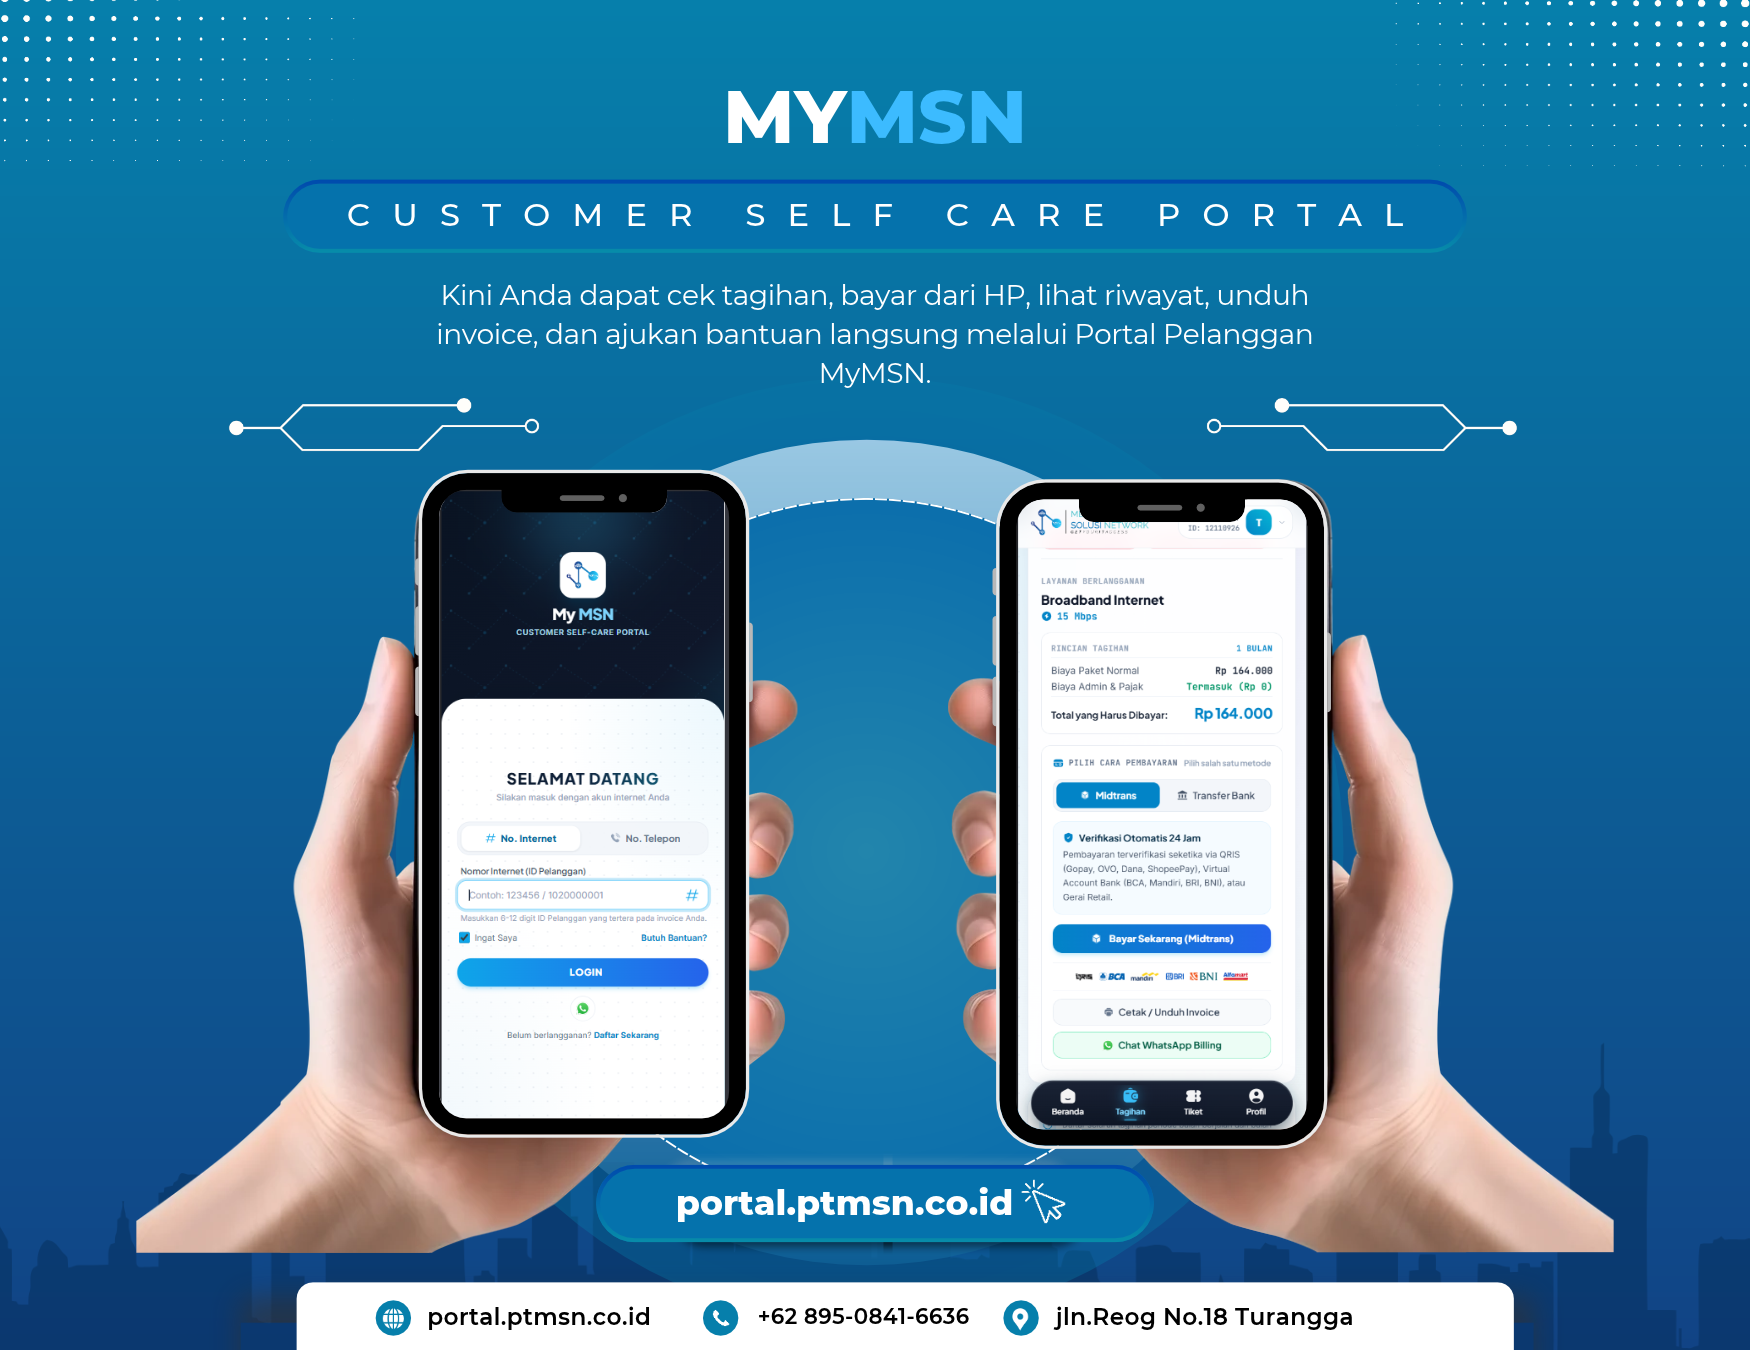 MYMSN
CUSTOMER SELF CARE PORTAL
Kini Anda dapat cek tagihan, bayar dari HP, lihat riwayat, unduh
invoice, dan ajukan bantuan langsung melalui Portal Pelanggan
MyMSN.
My MSN
CUSTOMER SELF-CARE PORTAL
SELAMAT DATANG
Silakan masuk dengan akun internet Anda
# No. Internet
No. Telepon
Nomor Internet (ID Pelanggan)
Contoh: 123456 / 1020000001 #
Masukkan 6-12 digit ID Pelanggan yang tertera pada invoice Anda.
Ingat Saya
Butuh Bantuan?
LOGIN
Belum berlangganan? Daftar Sekarang
SOLUSI NETWORK
ID: 12110926
T
LAYANAN BERLANGGANAN
Broadband Internet
15 Mbps
RINCIAN TAGIHAN 1 BULAN
Biaya Paket Normal Rp 164.000
Biaya Admin & Pajak Termasuk (Rp 0)
Total yang Harus Dibayar: Rp 164.000
PILIH CARA PEMBAYARAN Pilih salah satu metode
Midtrans
Transfer Bank
Verifikasi Otomatis 24 Jam
Pembayaran terverifikasi seketika via QRIS
(Gopay, OVO, Dana, ShopeePay), Virtual
Account Bank (BCA, Mandiri, BRI, BNI), atau
Gerai Retail.
Bayar Sekarang (Midtrans)
QRIS BCA mandiri BRI BNI Alfamart
Cetak / Unduh Invoice
Chat WhatsApp Billing
Beranda Tagihan Tiket Profil
portal.ptmsn.co.id
portal.ptmsn.co.id
+62 895-0841-6636
jln.Reog No.18 Turangga